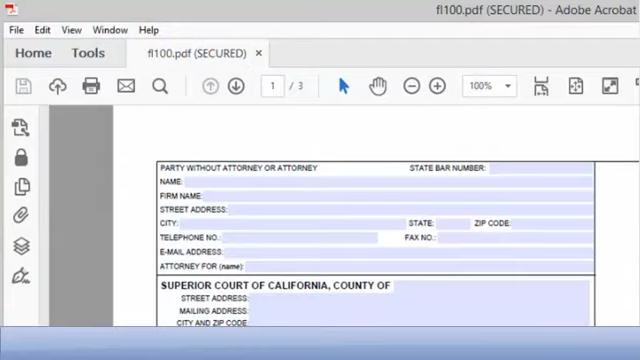 fl100.pdf (SECURED) - Adobe Acrobat
File Edit View Window Help
Home Tools fl100.pdf (SECURED) ×
1 / 3 100%
PARTY WITHOUT ATTORNEY OR ATTORNEY STATE BAR NUMBER:
NAME:
FIRM NAME:
STREET ADDRESS:
CITY: STATE: ZIP CODE:
TELEPHONE NO.: FAX NO.:
E-MAIL ADDRESS:
ATTORNEY FOR (name):
SUPERIOR COURT OF CALIFORNIA, COUNTY OF
STREET ADDRESS:
MAILING ADDRESS:
CITY AND ZIP CODE: